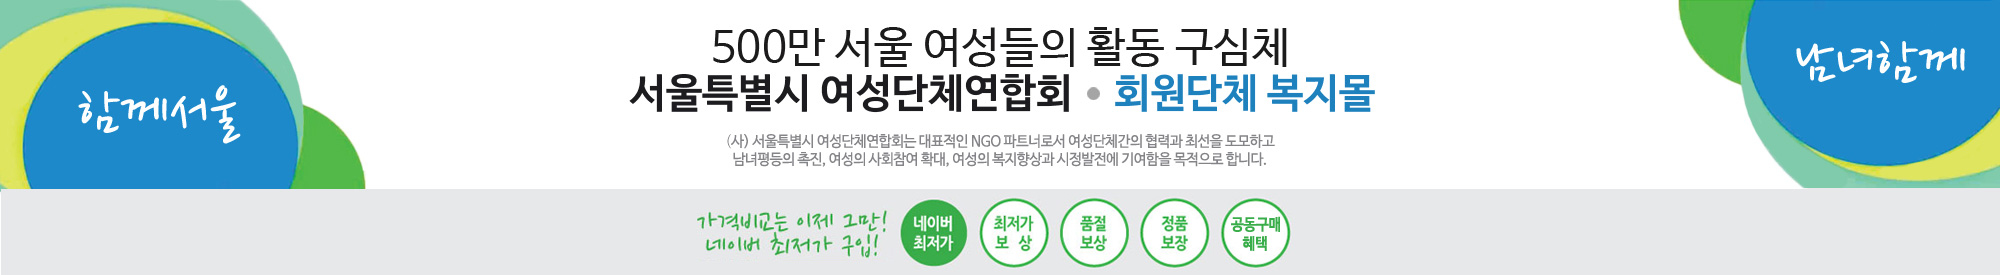 함께서울
500만 서울 여성들의 활동 구심체
서울특별시 여성단체연합회 • 회원단체 복지몰
(사) 서울특별시 여성단체연합회는 대표적인 NGO 파트너로서 여성단체간의 협력과 최선을 도모하고
남녀평등의 촉진, 여성의 사회참여 확대, 여성의 복지향상과 시정발전에 기여함을 목적으로 합니다.
남녀함께
가격비교는 이제 그만!
네이버 최저가 구입!
네이버
최저가
최저가
보 상
품절
보상
정품
보장
공동구매
혜택